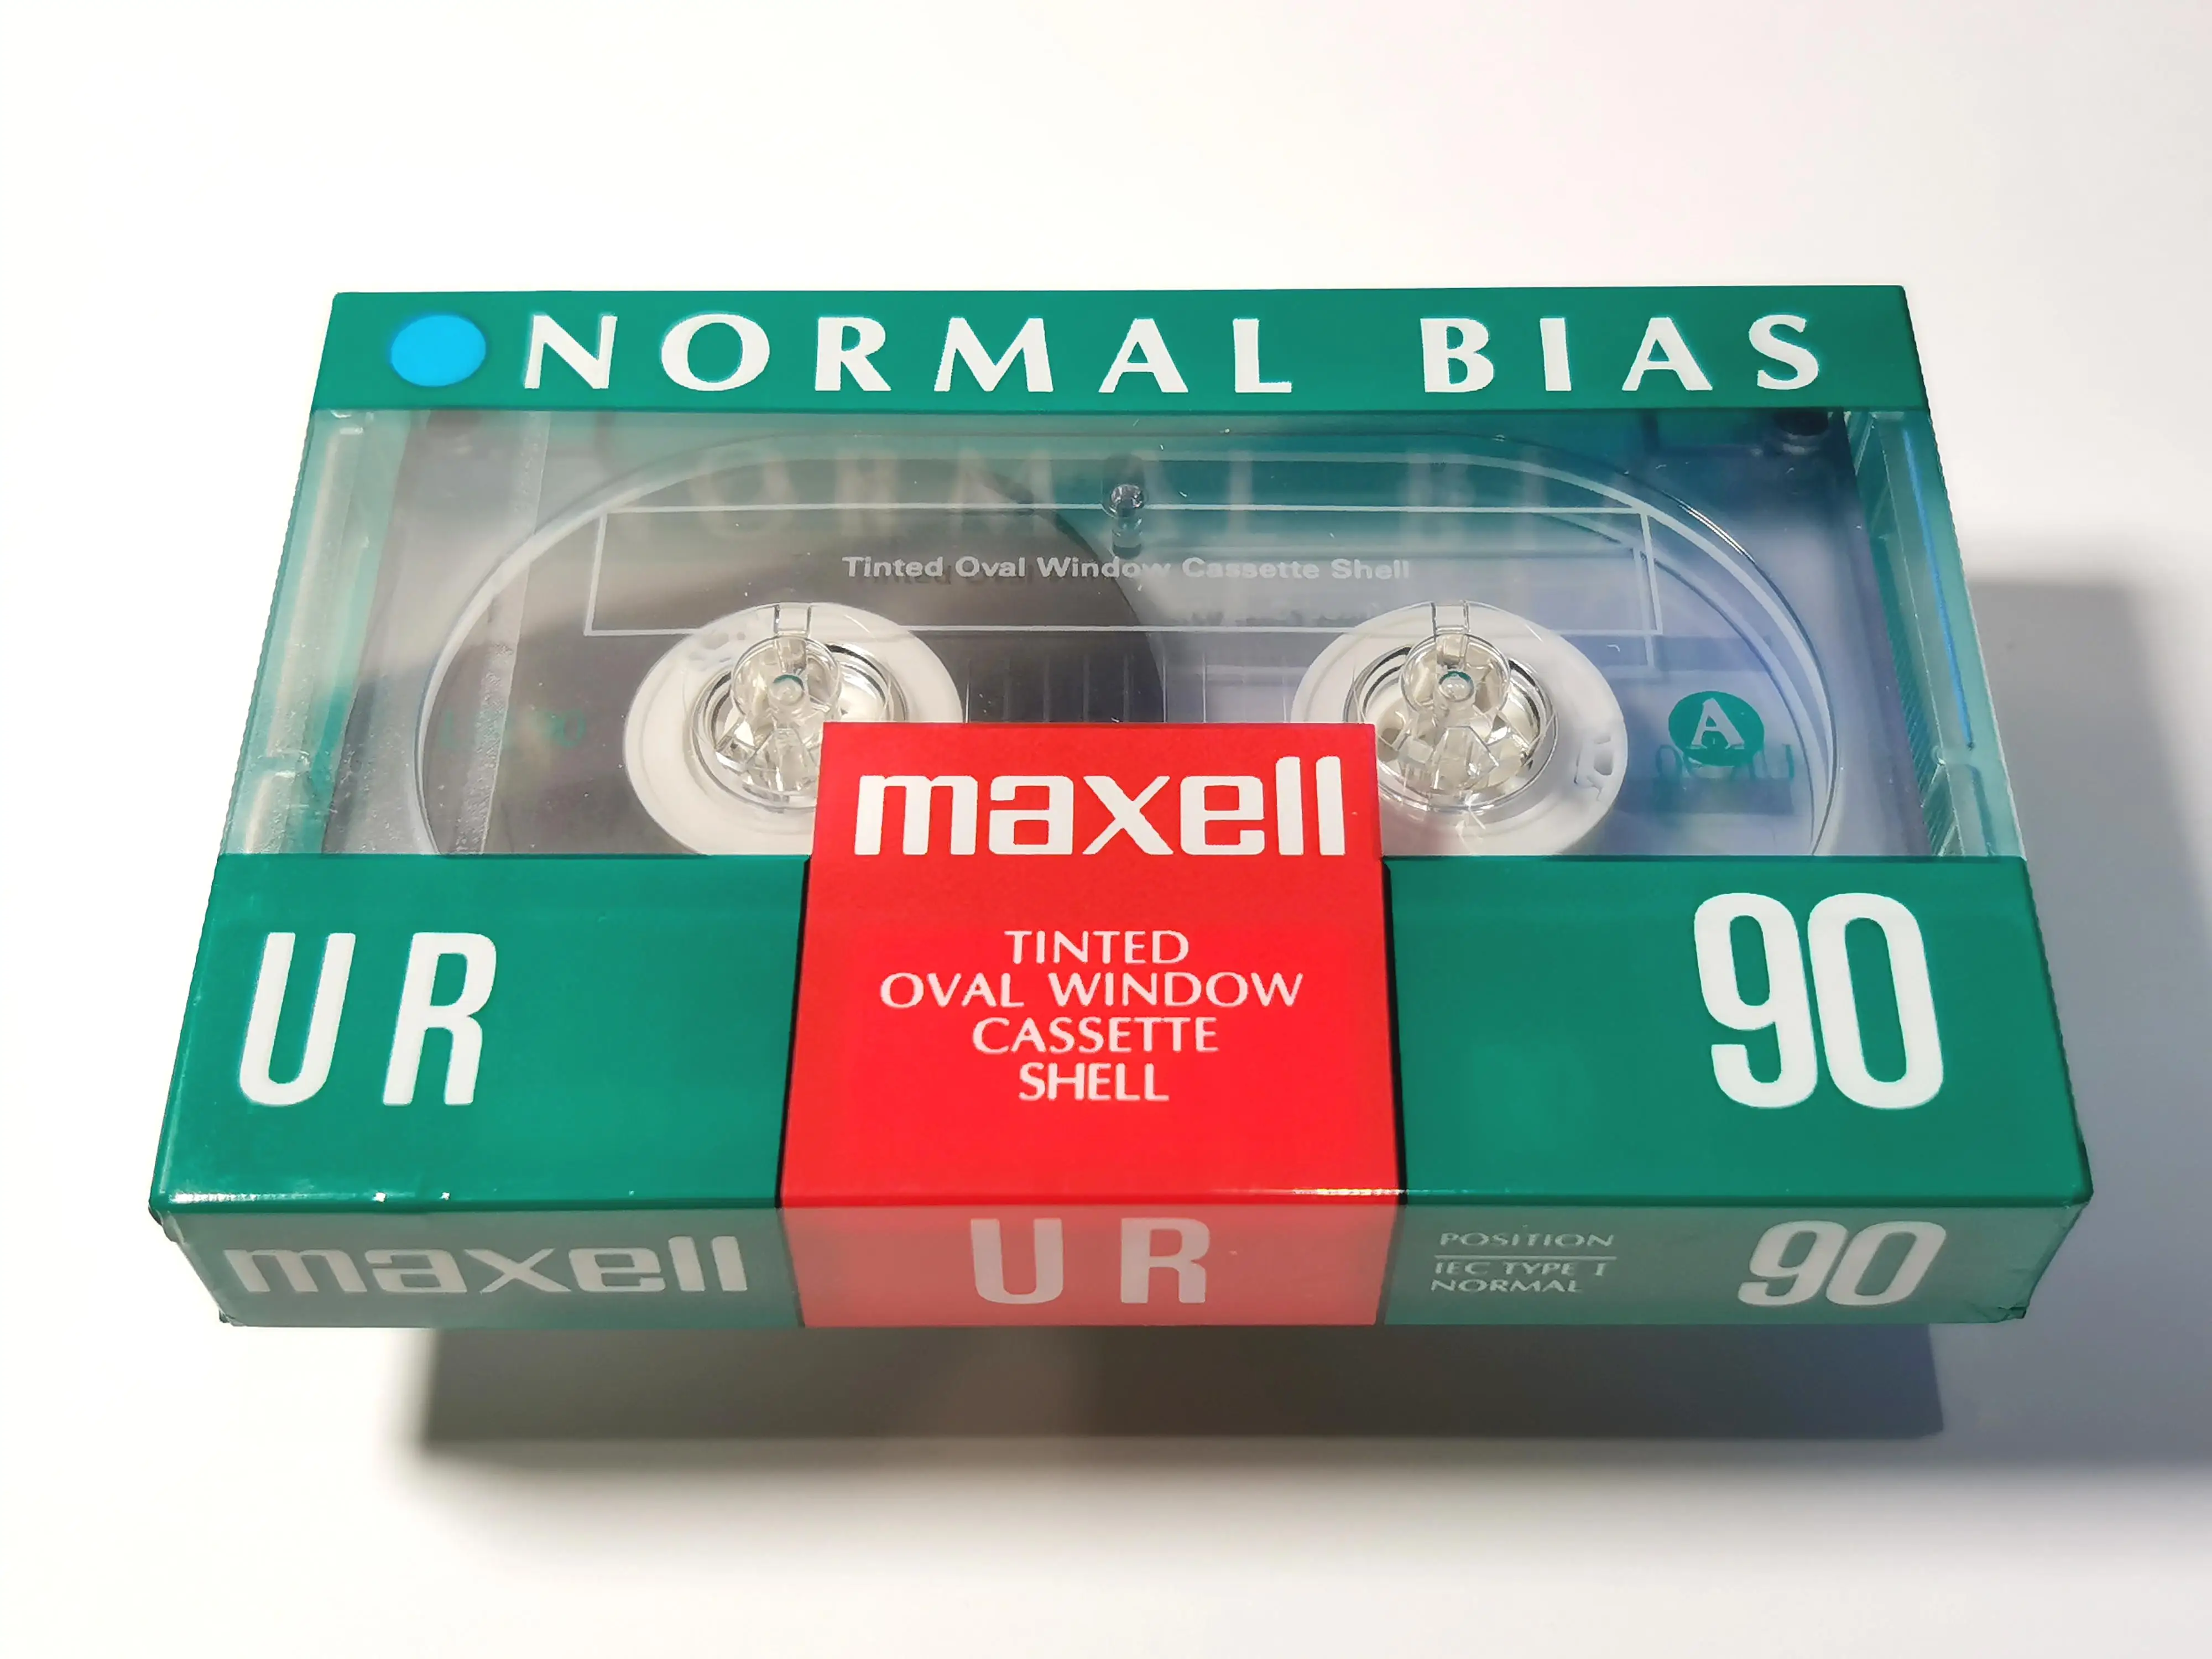 NORMAL BIAS
Tinted Oval Window Cassette Shell
A
maxell
UR
TINTED
OVAL WINDOW
CASSETTE
SHELL
90
maxell
UR
POSITION
IEC TYPE I
NORMAL
90